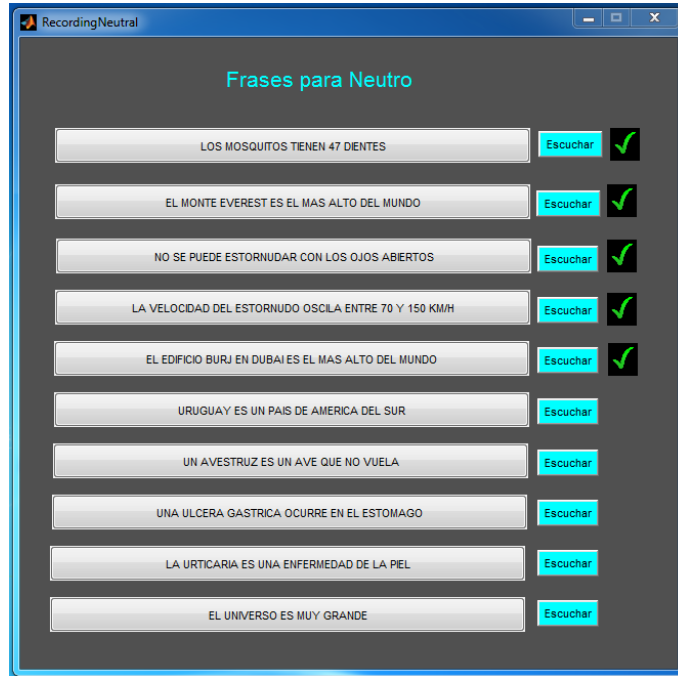 RecordingNeutral
Frases para Neutro
LOS MOSQUITOS TIENEN 47 DIENTES Escuchar
EL MONTE EVEREST ES EL MAS ALTO DEL MUNDO Escuchar
NO SE PUEDE ESTORNUDAR CON LOS OJOS ABIERTOS Escuchar
LA VELOCIDAD DEL ESTORNUDO OSCILA ENTRE 70 Y 150 KM/H Escuchar
EL EDIFICIO BURJ EN DUBAI ES EL MAS ALTO DEL MUNDO Escuchar
URUGUAY ES UN PAIS DE AMERICA DEL SUR Escuchar
UN AVESTRUZ ES UN AVE QUE NO VUELA Escuchar
UNA ULCERA GASTRICA OCURRE EN EL ESTOMAGO Escuchar
LA URTICARIA ES UNA ENFERMEDAD DE LA PIEL Escuchar
EL UNIVERSO ES MUY GRANDE Escuchar